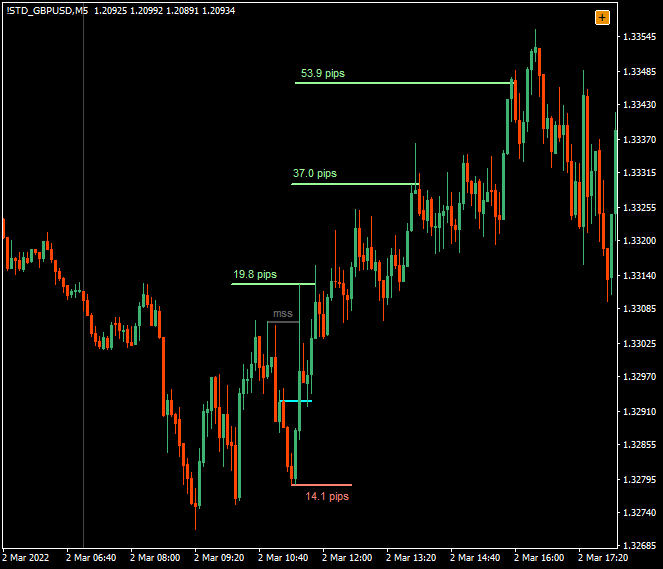 !STD_GBPUSD,M5 1.20925 1.20992 1.20891 1.20934
+
1.33545
53.9 pips
1.33485
1.33430
1.33370
37.0 pips
1.33315
1.33255
1.33200
19.8 pips
1.33140
mss
1.33085
1.33025
1.32970
1.32910
1.32855
1.32795
14.1 pips
1.32740
1.32685
2 Mar 2022 2 Mar 06:40 2 Mar 08:00 2 Mar 09:20 2 Mar 10:40 2 Mar 12:00 2 Mar 13:20 2 Mar 14:40 2 Mar 16:00 2 Mar 17:20